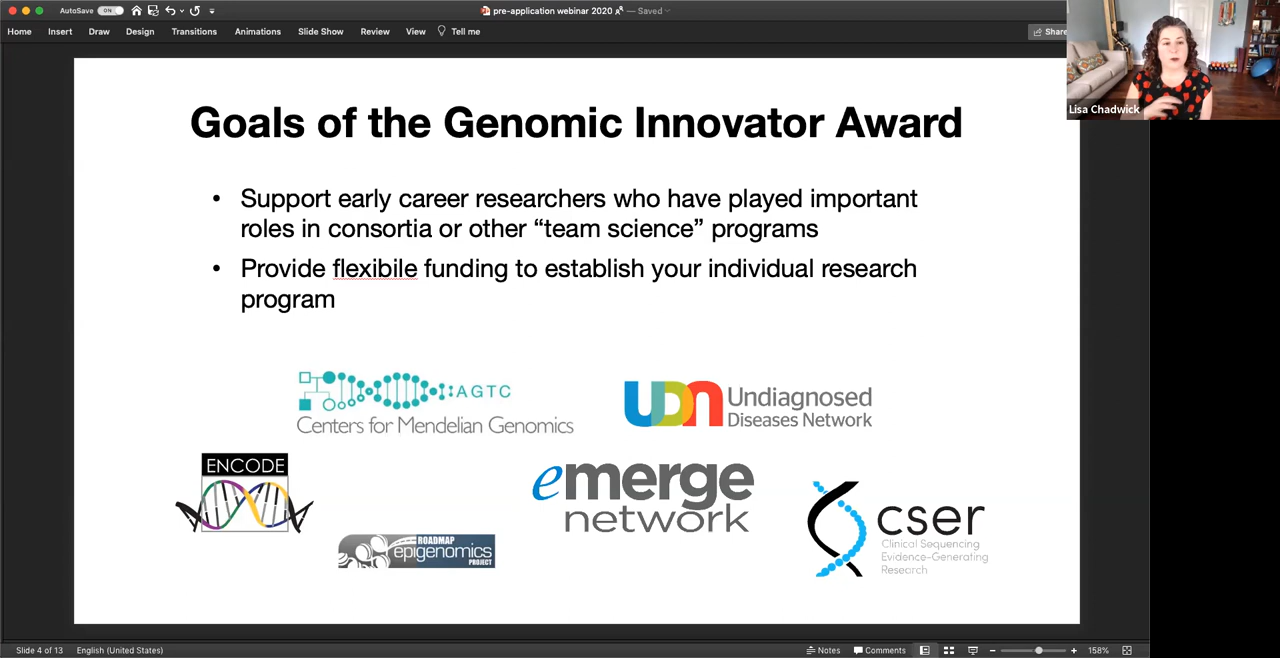 AutoSave ON pre-application webinar 2020 — Saved
Home Insert Draw Design Transitions Animations Slide Show Review View Tell me Share
Lisa Chadwick
Goals of the Genomic Innovator Award
• Support early career researchers who have played important
roles in consortia or other “team science” programs
• Provide flexibile funding to establish your individual research
program
AGTC
Centers for Mendelian Genomics
UDN Undiagnosed
Diseases Network
ENCODE
ROADMAP
epigenomics
PROJECT
emerge
network
cser
Clinical Sequencing
Evidence-Generating
Research
Slide 4 of 13 English (United States) Notes Comments 158%